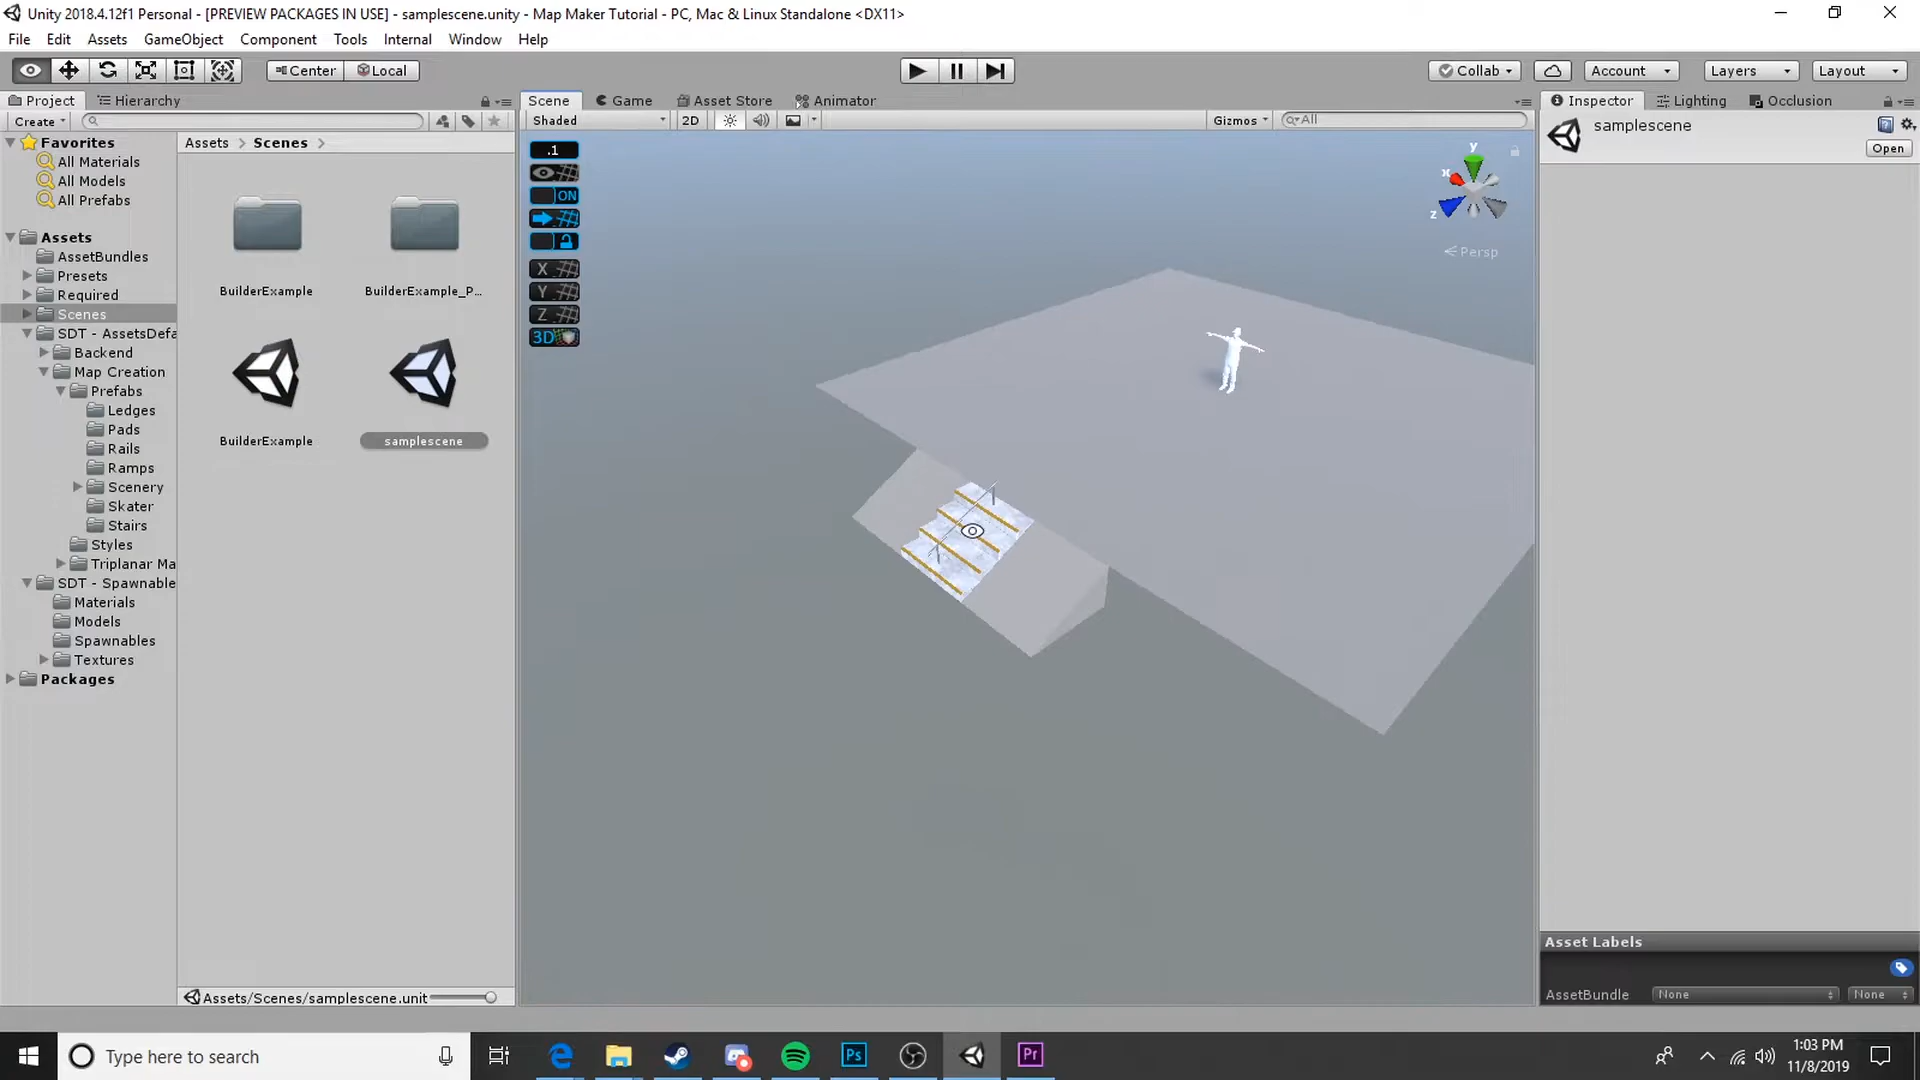 Unity 2018.4.12f1 Personal - [PREVIEW PACKAGES IN USE] - samplescene.unity - Map Maker Tutorial - PC, Mac & Linux Standalone <DX11>
File Edit Assets GameObject Component Tools Internal Window Help
Center Local Collab Account Layers Layout
Project Hierarchy Scene Game Asset Store Animator Inspector Lighting Occlusion
Create Shaded 2D Gizmos All
samplescene
Open
Favorites
All Materials
All Models
All Prefabs
Assets
AssetBundles
Presets
Required
Scenes
SDT - AssetsDefa
Backend
Map Creation
Prefabs
Ledges
Pads
Rails
Ramps
Scenery
Skater
Stairs
Styles
Triplanar Ma
SDT - Spawnable
Materials
Models
Spawnables
Textures
Packages
Assets > Scenes >
BuilderExample
BuilderExample_P...
BuilderExample
samplescene
Assets/Scenes/samplescene.unit
.1
ON
X
Y
Z
3D
y
x
z
Persp
Asset Labels
AssetBundle None None
Type here to search
Ps
Pr
1:03 PM
11/8/2019